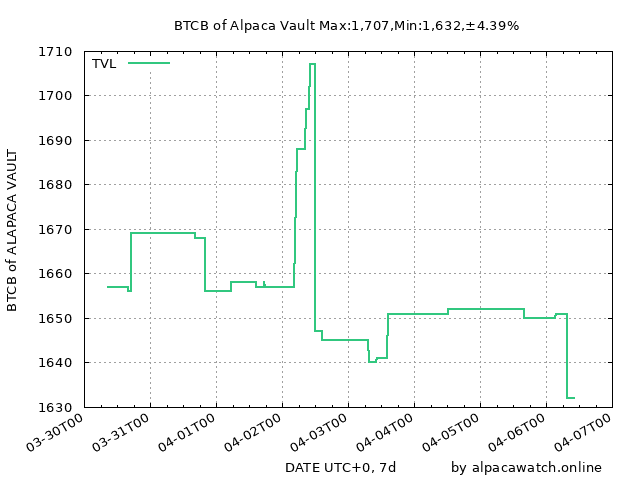 BTCB of Alpaca Vault Max:1,707,Min:1,632,±4.39%
TVL
BTCB of ALAPACA VAULT
1710
1700
1690
1680
1670
1660
1650
1640
1630
03-30T00
03-31T00
04-01T00
04-02T00
04-03T00
04-04T00
04-05T00
04-06T00
04-07T00
DATE UTC+0, 7d
by alpacawatch.online